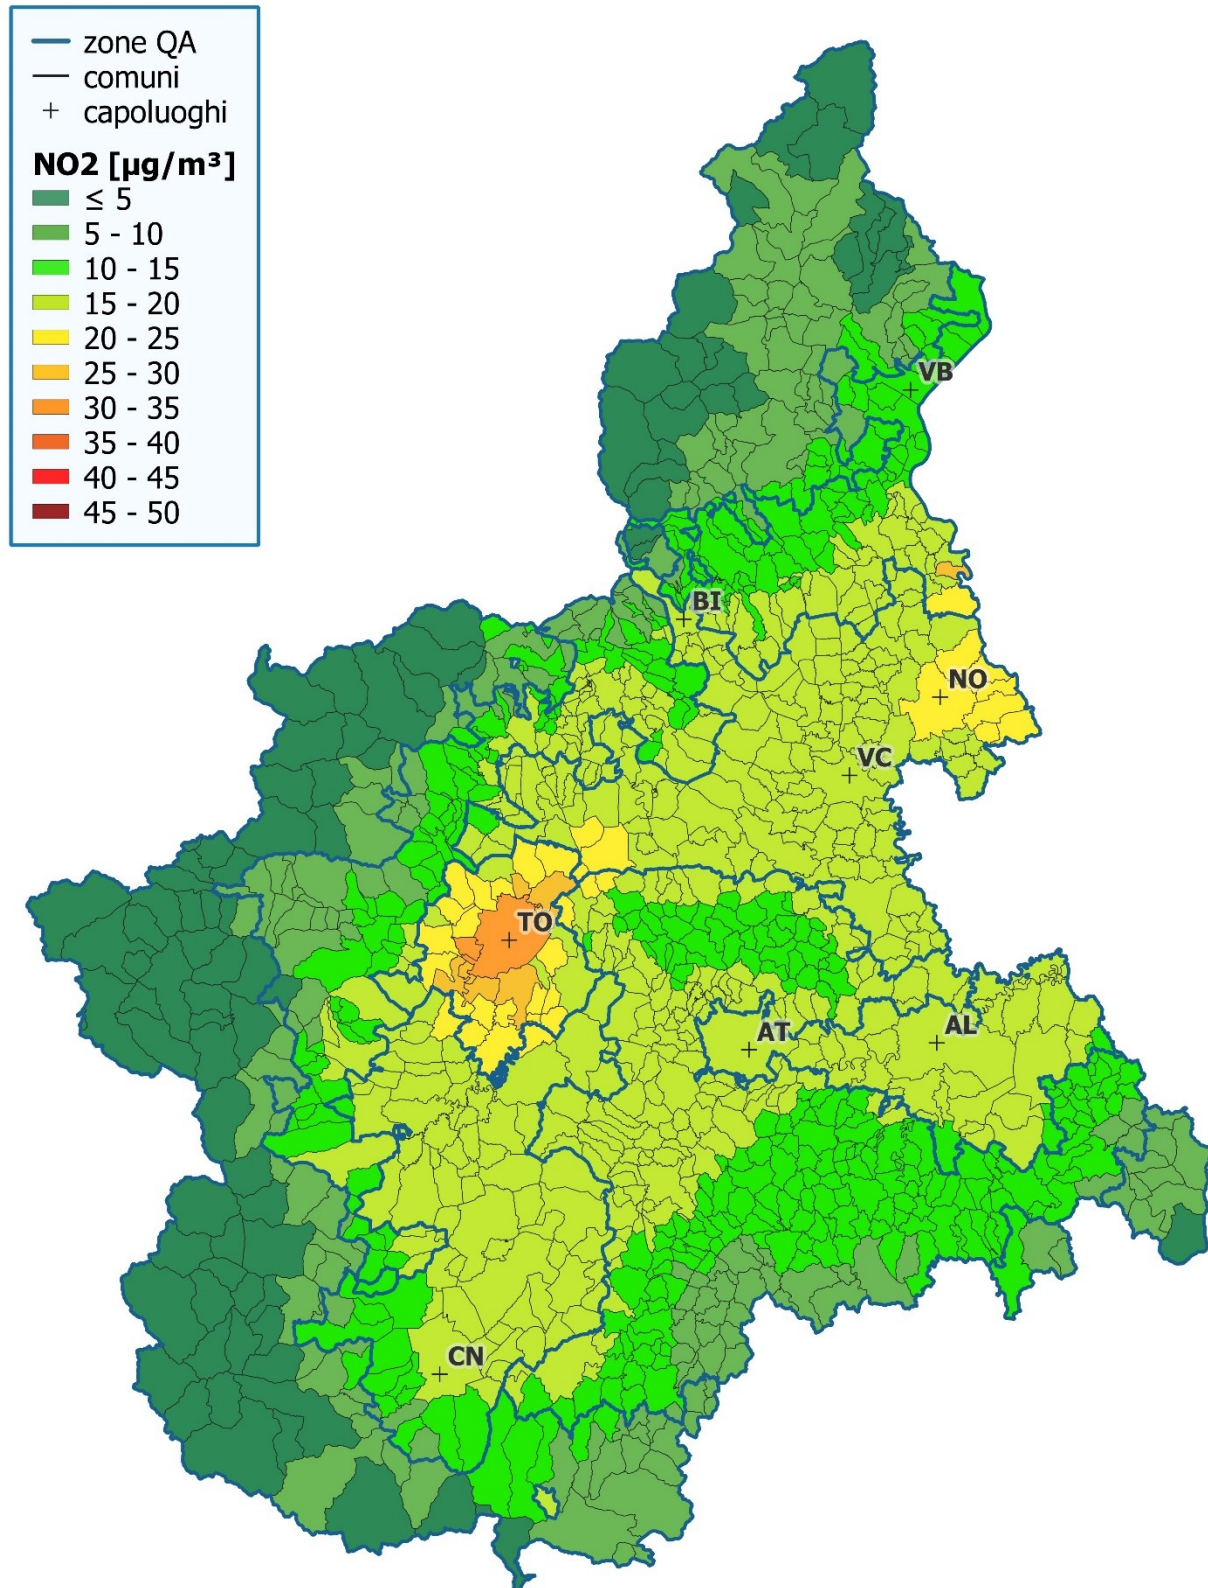 zone QA
comuni
capoluoghi
NO2 [µg/m³]
≤ 5
5 - 10
10 - 15
15 - 20
20 - 25
25 - 30
30 - 35
35 - 40
40 - 45
45 - 50
VB
BI
NO
VC
TO
AT
AL
CN